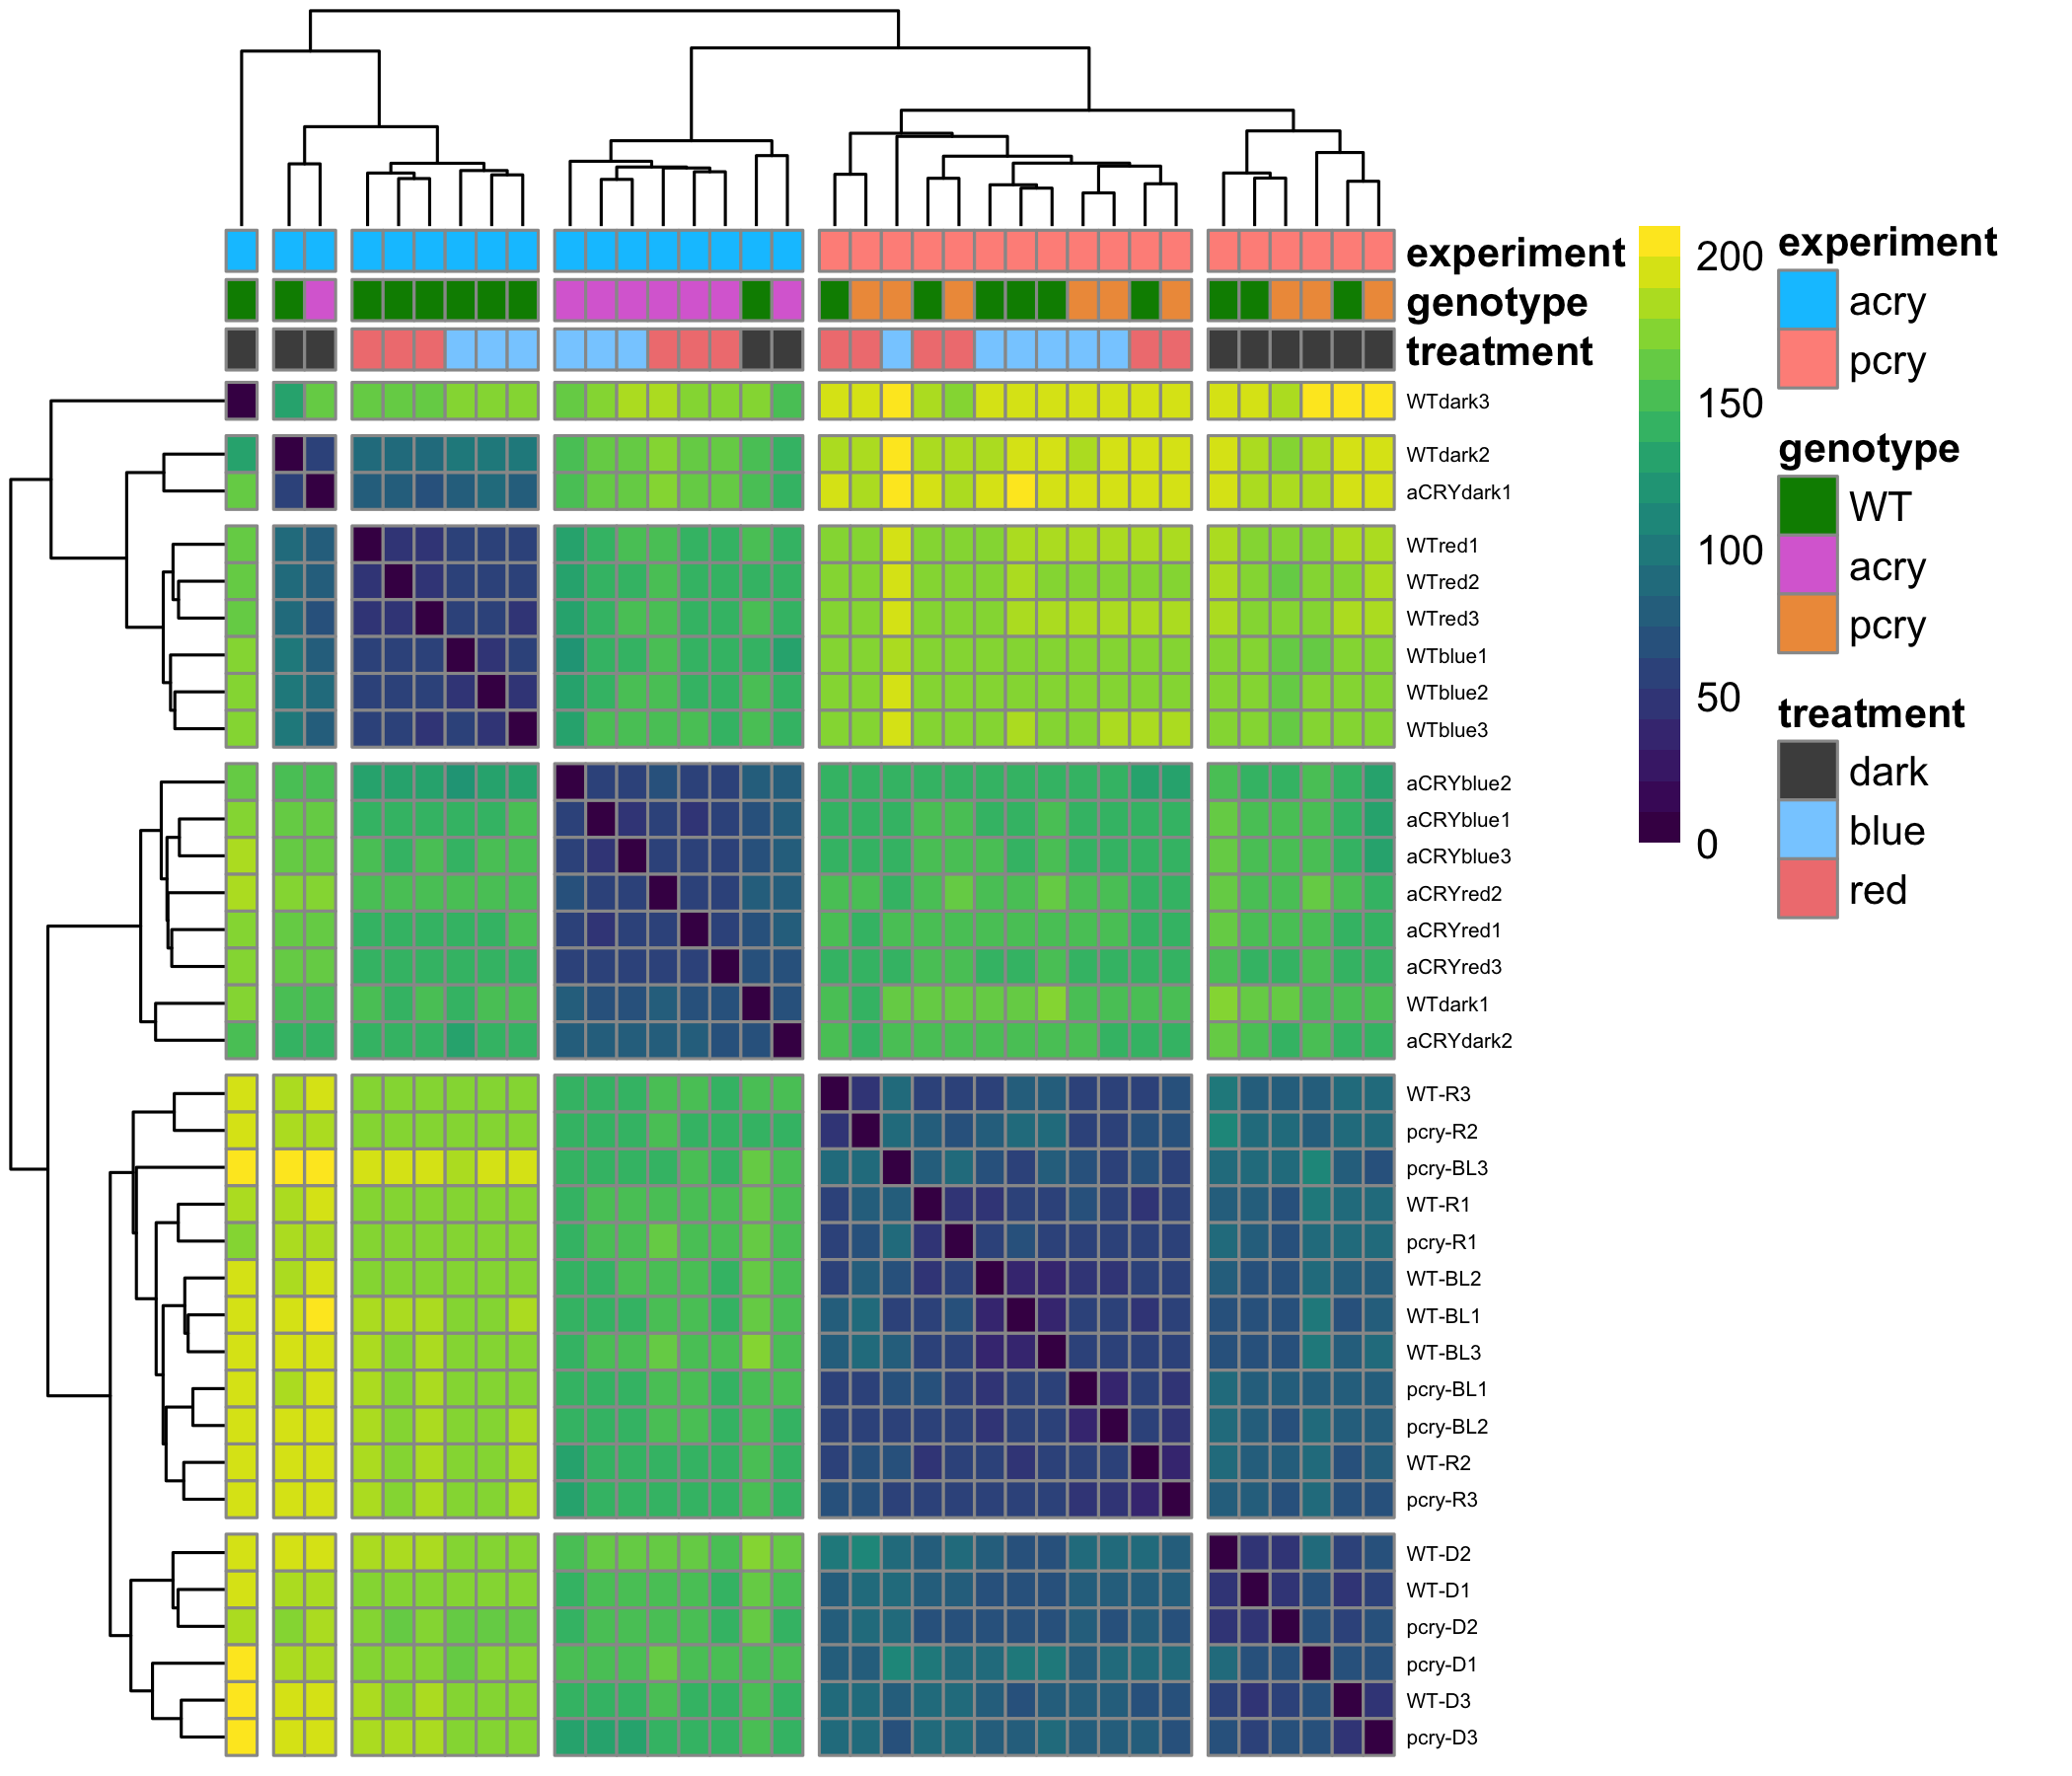 experiment
genotype
treatment
WTdark3
WTdark2
aCRYdark1
WTred1
WTred2
WTred3
WTblue1
WTblue2
WTblue3
aCRYblue2
aCRYblue1
aCRYblue3
aCRYred2
aCRYred1
aCRYred3
WTdark1
aCRYdark2
WT-R3
pcry-R2
pcry-BL3
WT-R1
pcry-R1
WT-BL2
WT-BL1
WT-BL3
pcry-BL1
pcry-BL2
WT-R2
pcry-R3
WT-D2
WT-D1
pcry-D2
pcry-D1
WT-D3
pcry-D3
200
150
100
50
0
experiment
acry
pcry
genotype
WT
acry
pcry
treatment
dark
blue
red